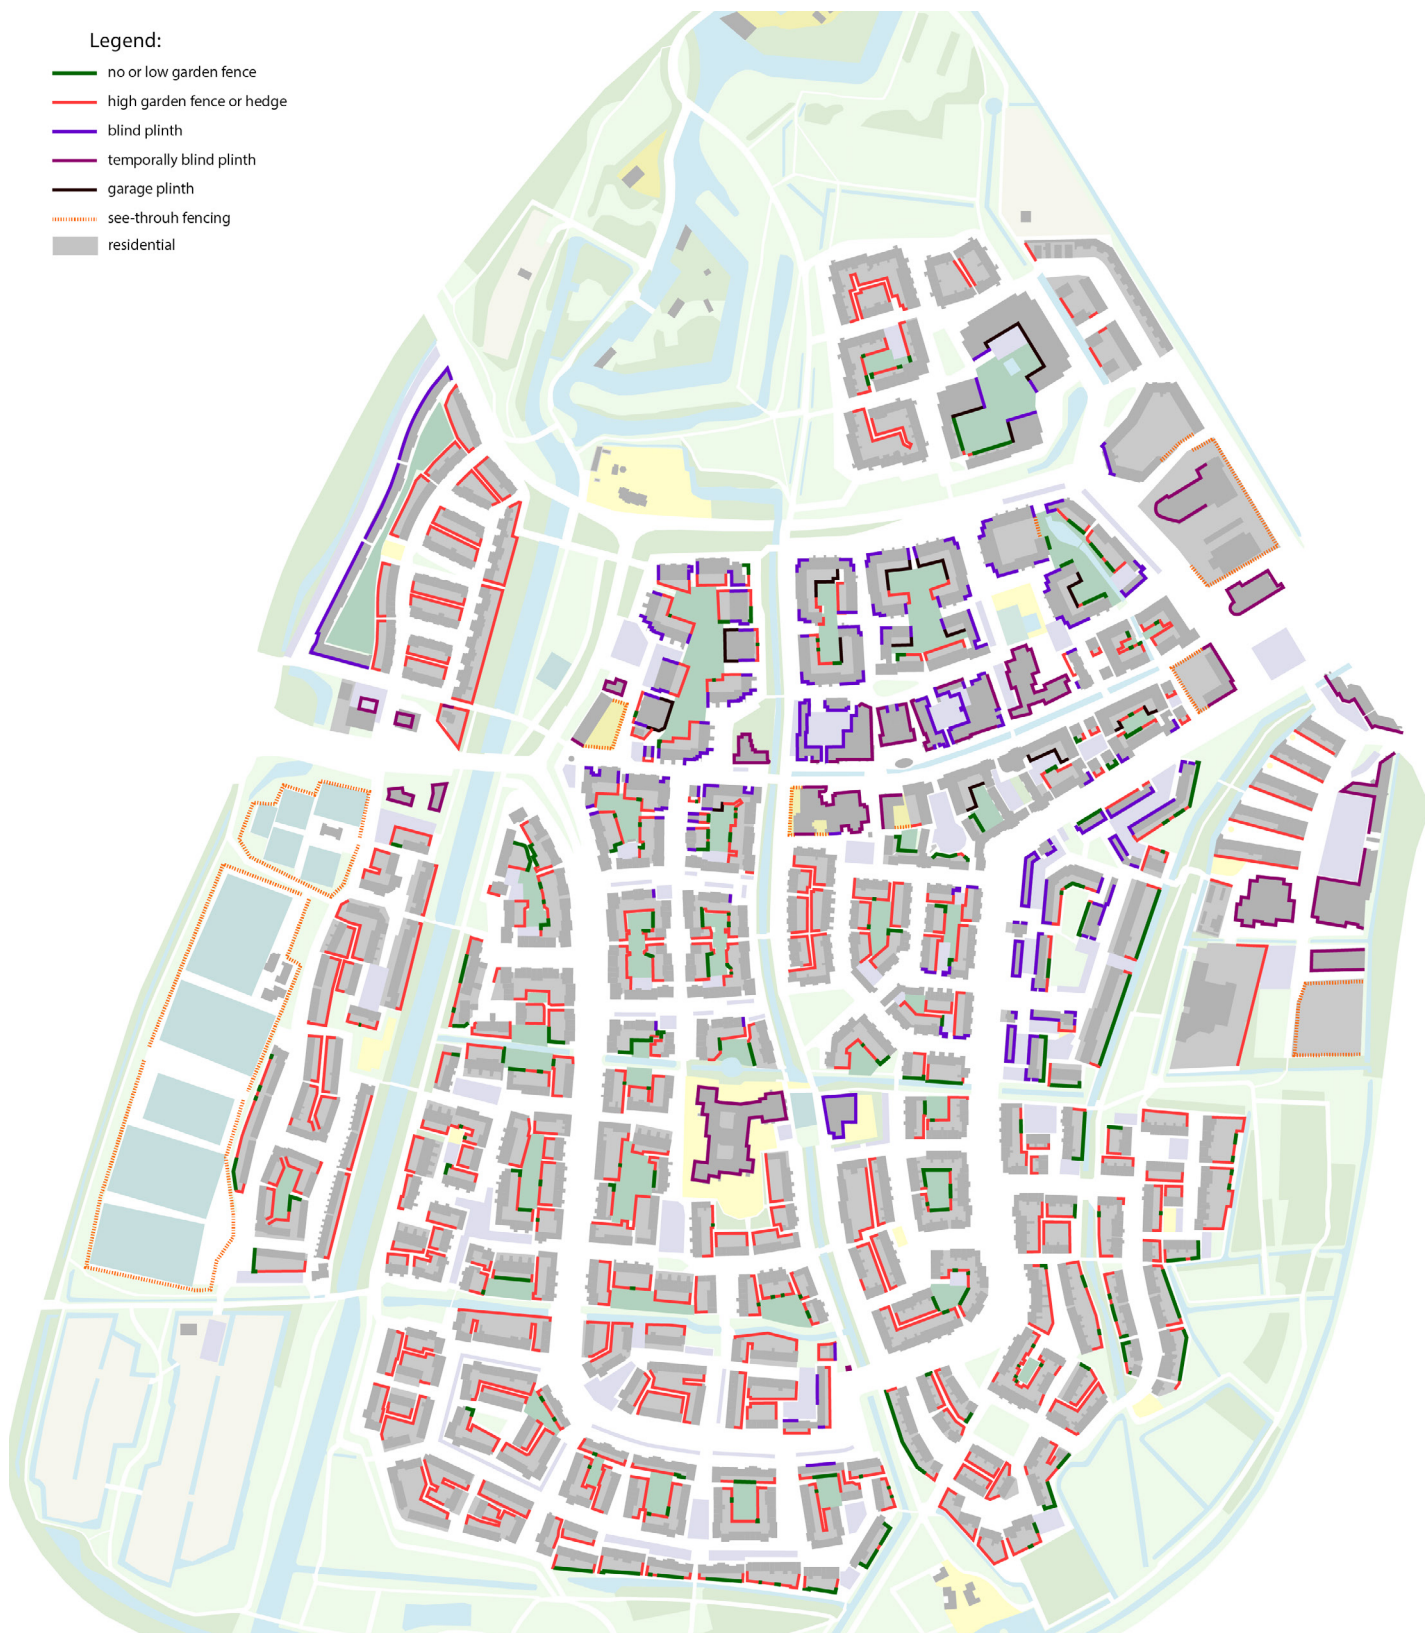 Legend:
no or low garden fence
high garden fence or hedge
blind plinth
temporally blind plinth
garage plinth
see-throuh fencing
residential